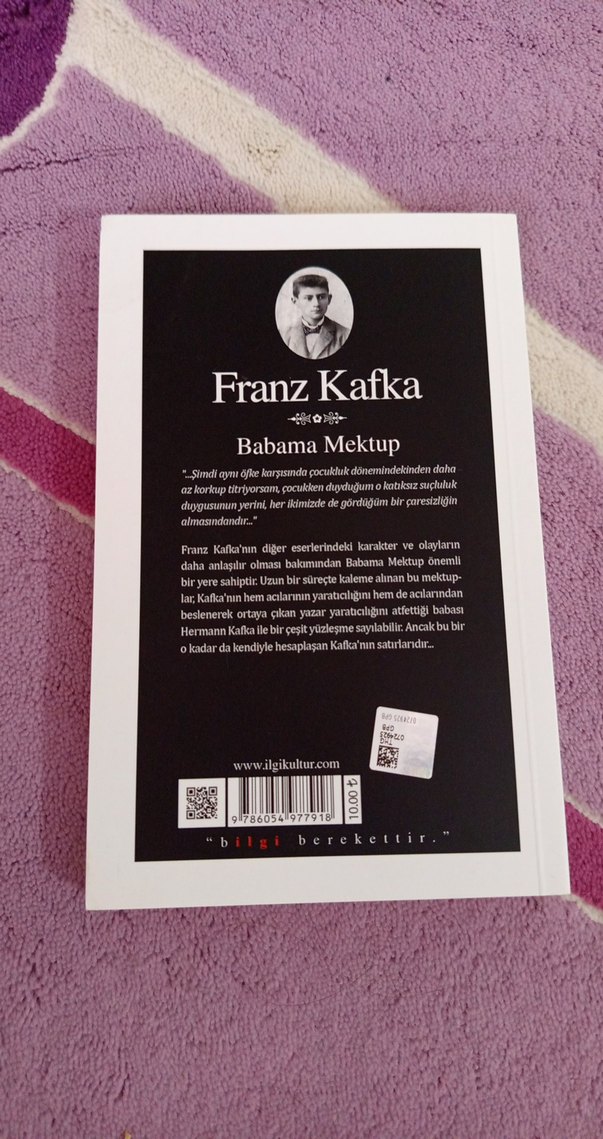 Franz Kafka
Babama Mektup
"...Şimdi aynı öfke karşısında çocukluk dönemindekinden daha
az korkup titriyorsam, çocukken duyduğum o katıksız suçluluk
duygusunun yerini, her ikimizde de gördüğüm bir çaresizliğin
almasındandır..."
Franz Kafka'nın diğer eserlerindeki karakter ve olayların
daha anlaşılır olması bakımından Babama Mektup önemli
bir yere sahiptir. Uzun bir süreçte kaleme alınan bu mektup-
lar, Kafka'nın hem acılarının yaratıcılığını hem de acılarından
beslenerek ortaya çıkan yazar yaratıcılığını atfettiği babası
Hermann Kafka ile bir çeşit yüzleşme sayılabilir. Ancak bu bir
o kadar da kendiyle hesaplaşan Kafka'nın satırlarıdır...
0724925 GPB
GPB
0724925
THG
www.ilgikultur.com
9 786054 977918
10.00 ₺
"bilgi berekettir."